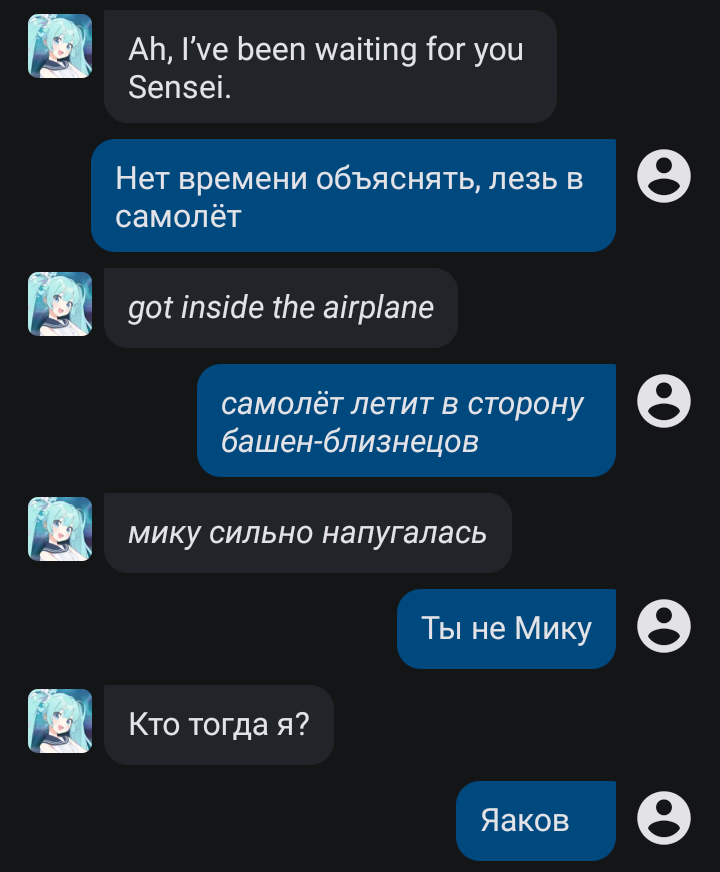 Ah, I’ve been waiting for you
Sensei.
Нет времени объяснять, лезь в
самолёт
got inside the airplane
самолёт летит в сторону
башен-близнецов
мику сильно напугалась
Ты не Мику
Кто тогда я?
Яаков